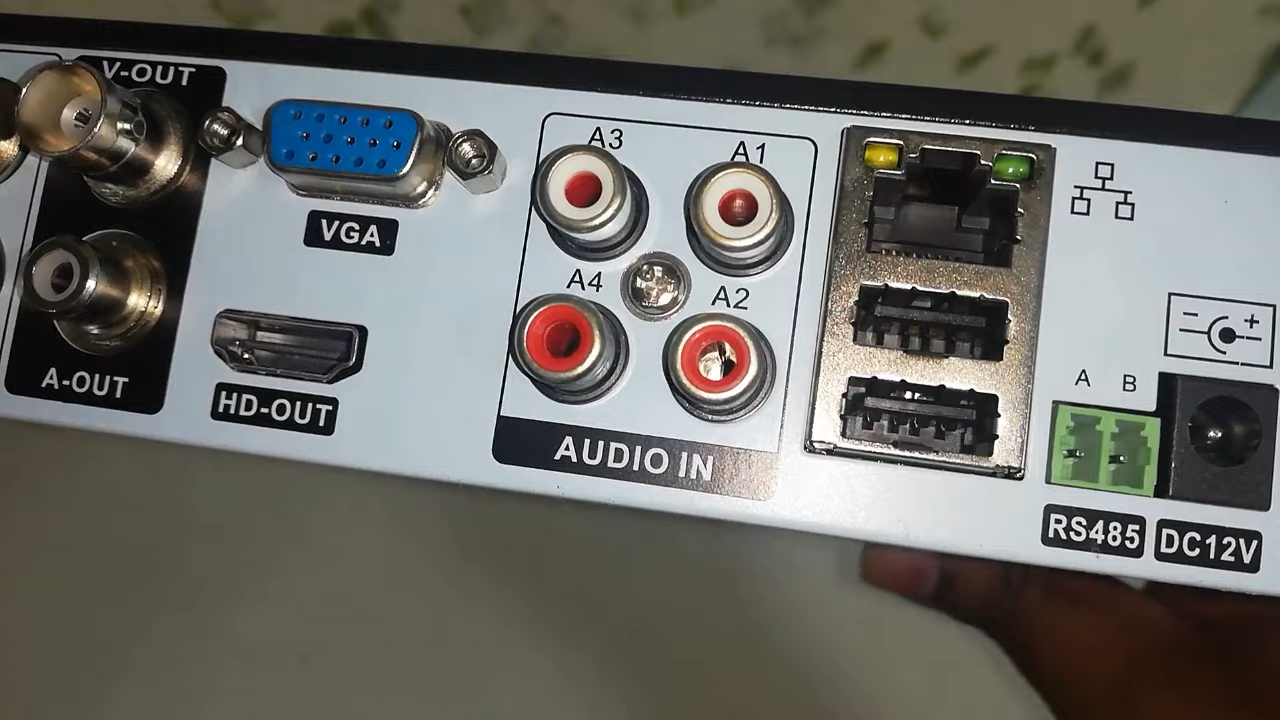 V-OUT
A-OUT
VGA
HD-OUT
A3
A1
A4
A2
AUDIO IN
- +
A B
RS485
DC12V